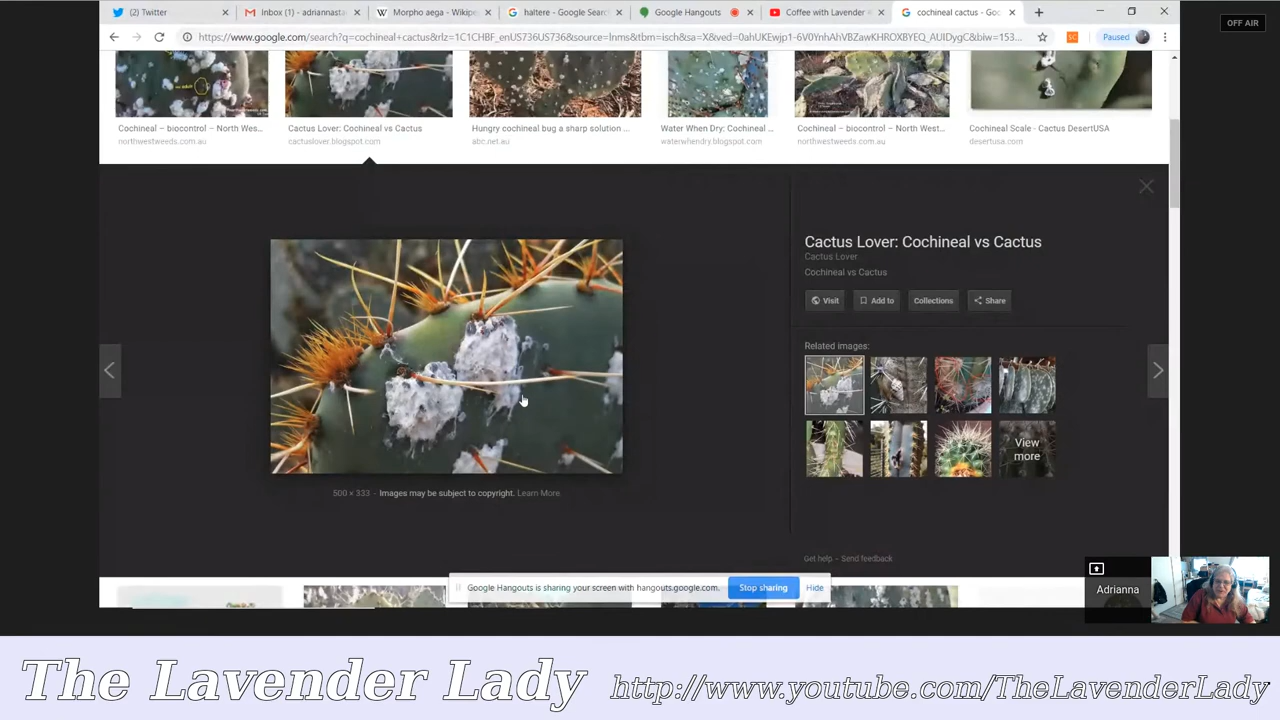 OFF AIR
Twitter
Inbox (1) - adriannasta
Morpho aega - Wikipe
haltere - Google Searc
Google Hangouts
Coffee with Lavender
cochineal cactus - Goo
https://www.google.com/search?q=cochineal+cactus&rlz=1C1CHBF_enUS736US736&source=lnms&tbm=isch&sa=X&ved=0ahUKEwjp1-6V0YnhAhVBZawKHROXBYEQ_AUIDygC&biw=153...
Paused
Cochineal – biocontrol – North Wes...
Cactus Lover: Cochineal vs Cactus
Hungry cochineal bug a sharp solution ...
Water When Dry: Cochineal ...
Cochineal – biocontrol – North West...
Cochineal Scale - Cactus DesertUSA
northwestweeds.com.au
cactuslover.blogspot.com
abc.net.au
waterwhendry.blogspot.com
northwestweeds.com.au
desertusa.com
Cactus Lover: Cochineal vs Cactus
Cactus Lover
Cochineal vs Cactus
Visit
Add to
Collections
Share
Related images:
View
more
500 × 333 - Images may be subject to copyright. Learn More
Get help - Send feedback
Google Hangouts is sharing your screen with hangouts.google.com.
Stop sharing
Hide
Adrianna
The Lavender Lady
http://www.youtube.com/TheLavenderLady